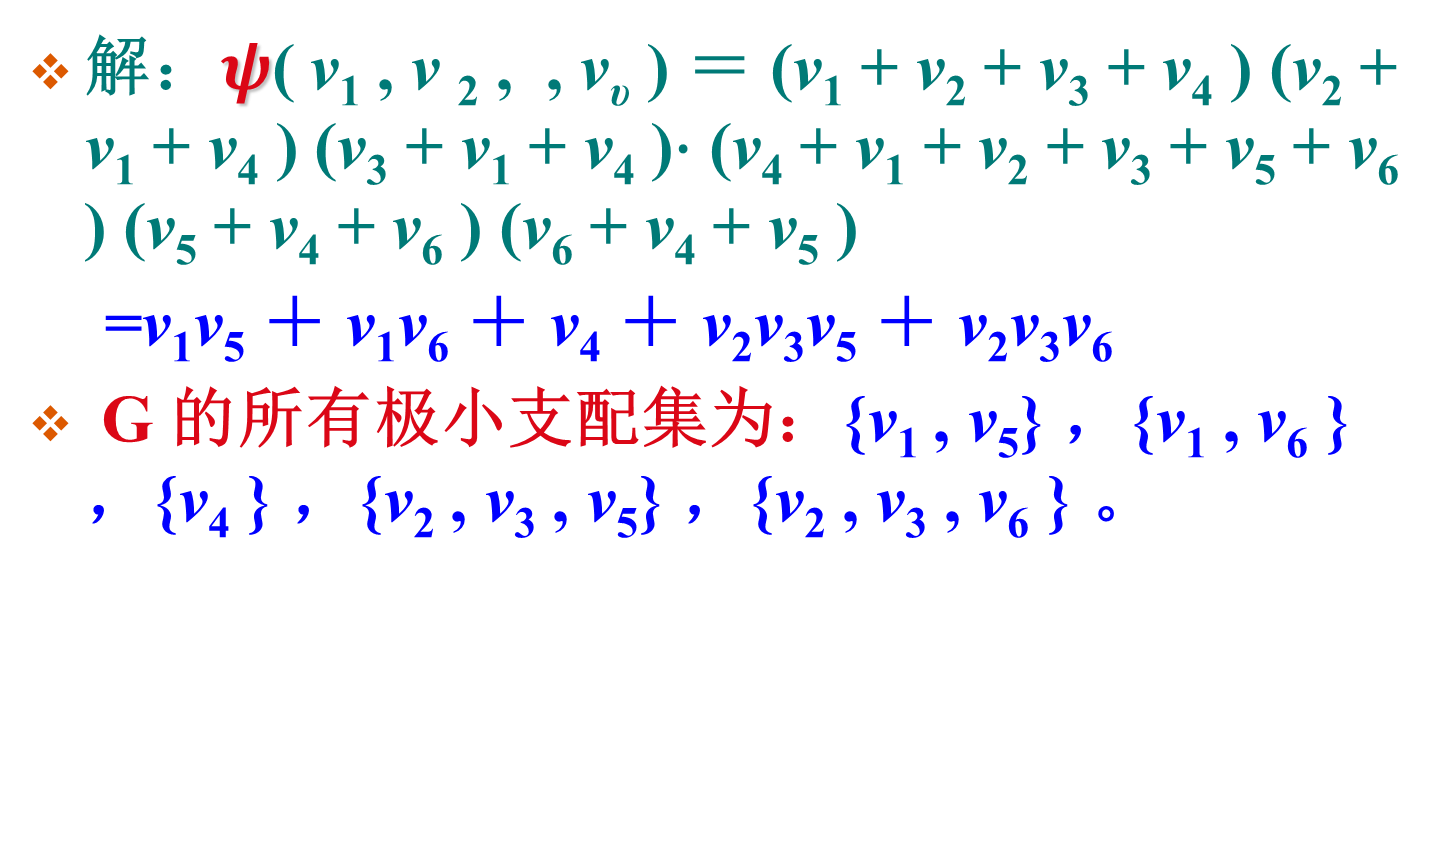 ❖ 解：ψ( v₁ , v ₂ , , vᵤ ) ＝ (v₁ + v₂ + v₃ + v₄ ) (v₂ +
v₁ + v₄ ) (v₃ + v₁ + v₄ )· (v₄ + v₁ + v₂ + v₃ + v₅ + v₆
) (v₅ + v₄ + v₆ ) (v₆ + v₄ + v₅ )
=v₁v₅ ＋ v₁v₆ ＋ v₄ ＋ v₂v₃v₅ ＋ v₂v₃v₆
❖ G 的所有极小支配集为：{v₁ , v₅} ，{v₁ , v₆ }
，{v₄ } ，{v₂ , v₃ , v₅} ，{v₂ , v₃ , v₆ } 。